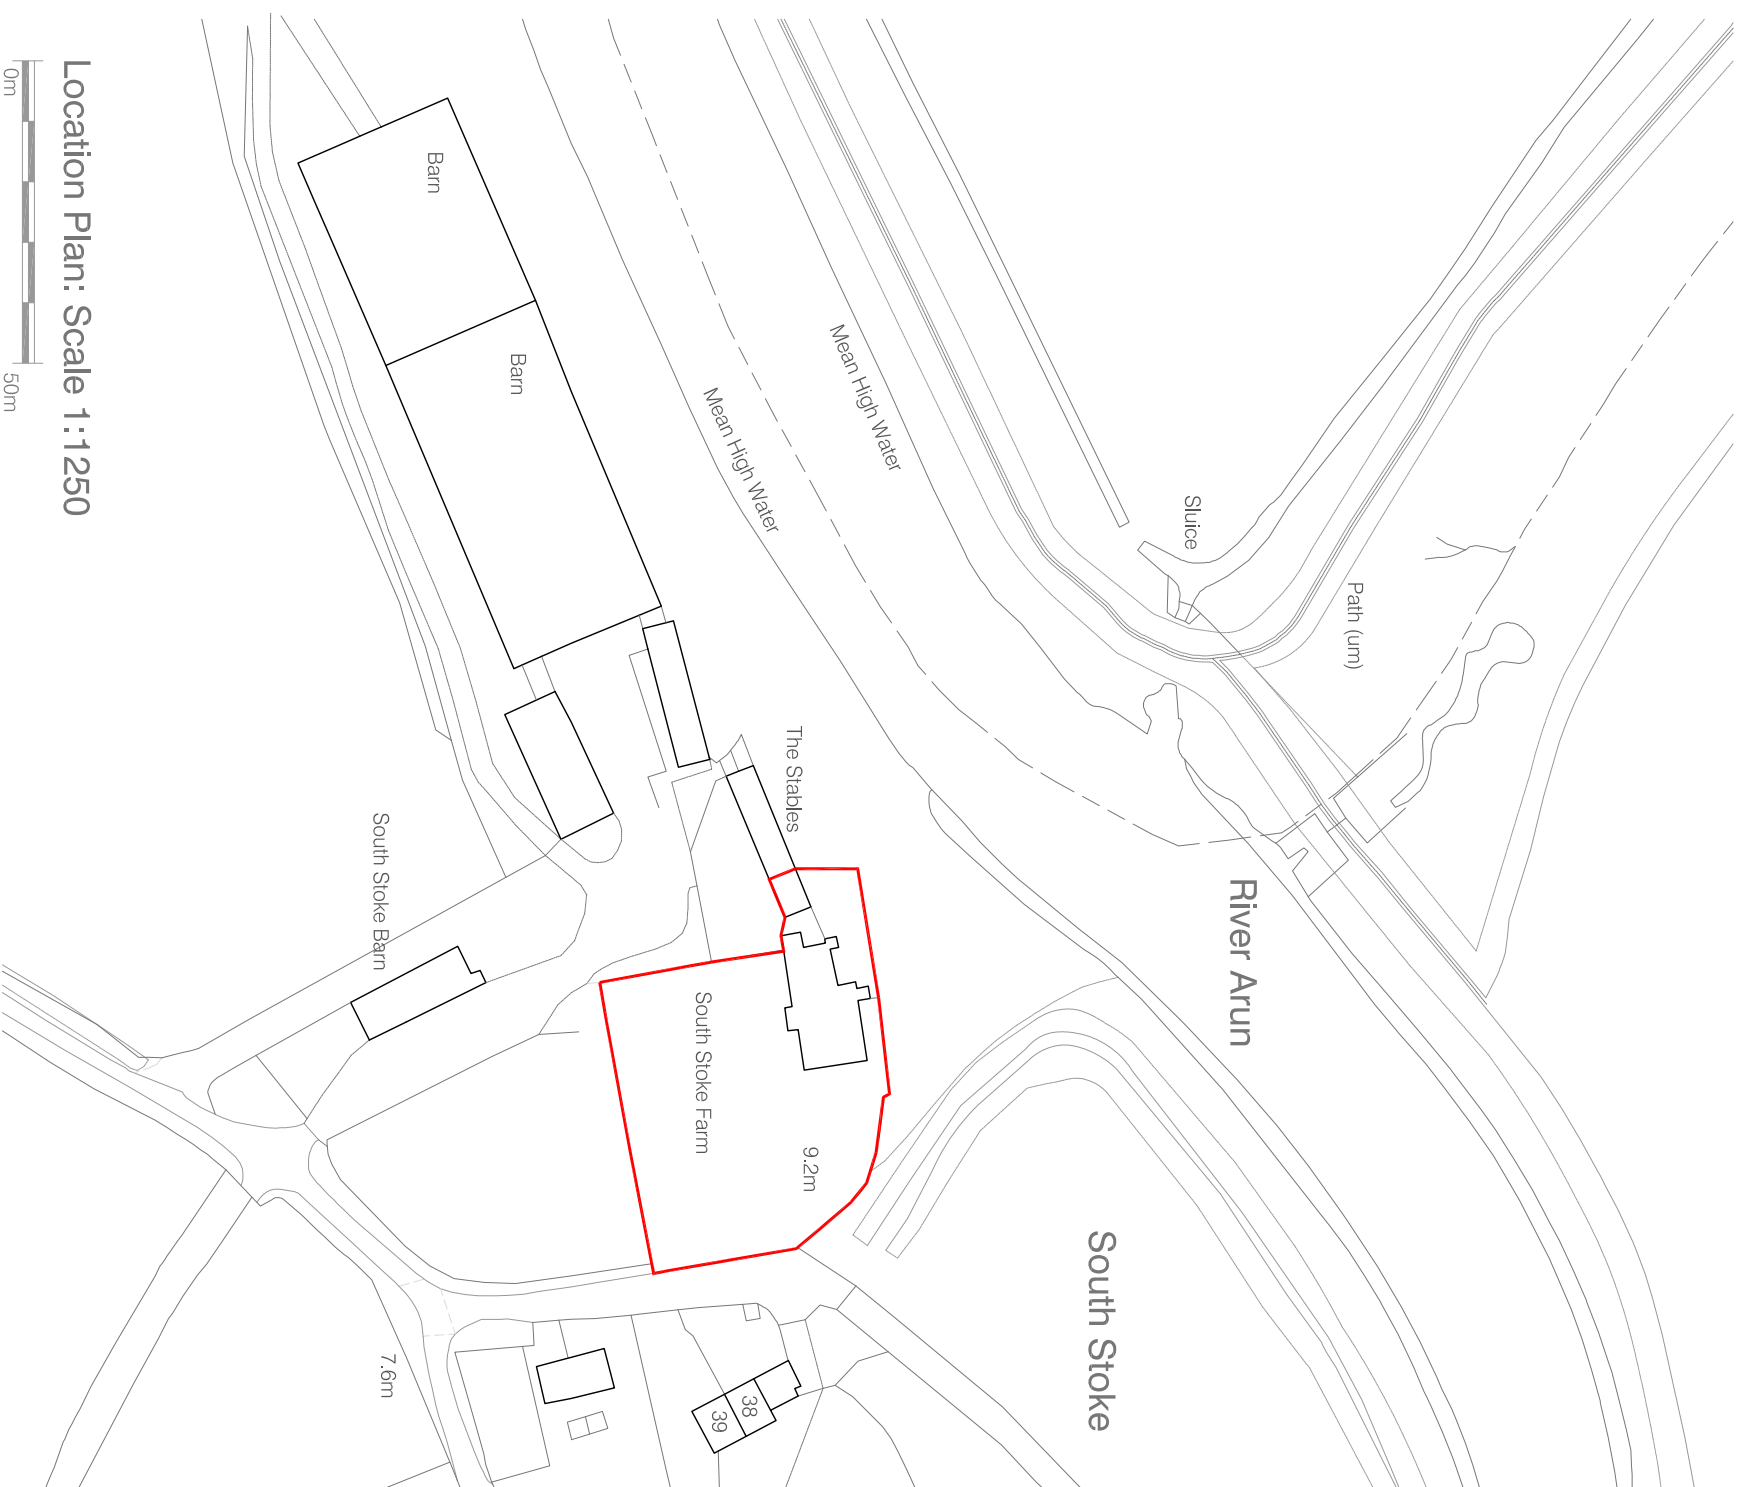 River Arun
South Stoke
Path (um)
Sluice
Mean High Water
Mean High Water
The Stables
9.2m
South Stoke Farm
38
39
Barn
Barn
South Stoke Barn
7.6m
Location Plan: Scale 1:1250
0m 50m